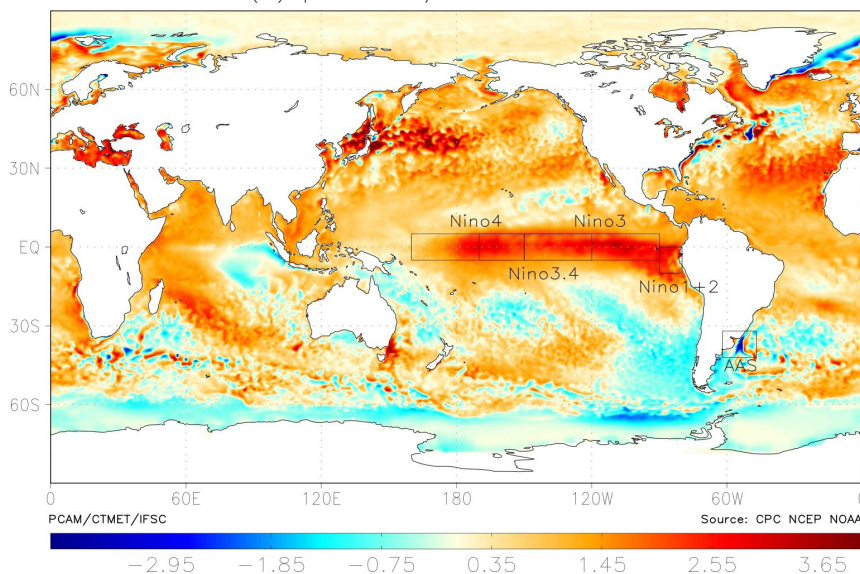 60N
30N
EQ
30S
60S
Nino4
Nino3
Nino3.4
Nino1+2
AAS
0 60E 120E 180 120W 60W 0
PCAM/CTMET/IFSC
Source: CPC NCEP NOAA
−2.95 −1.85 −0.75 0.35 1.45 2.55 3.65